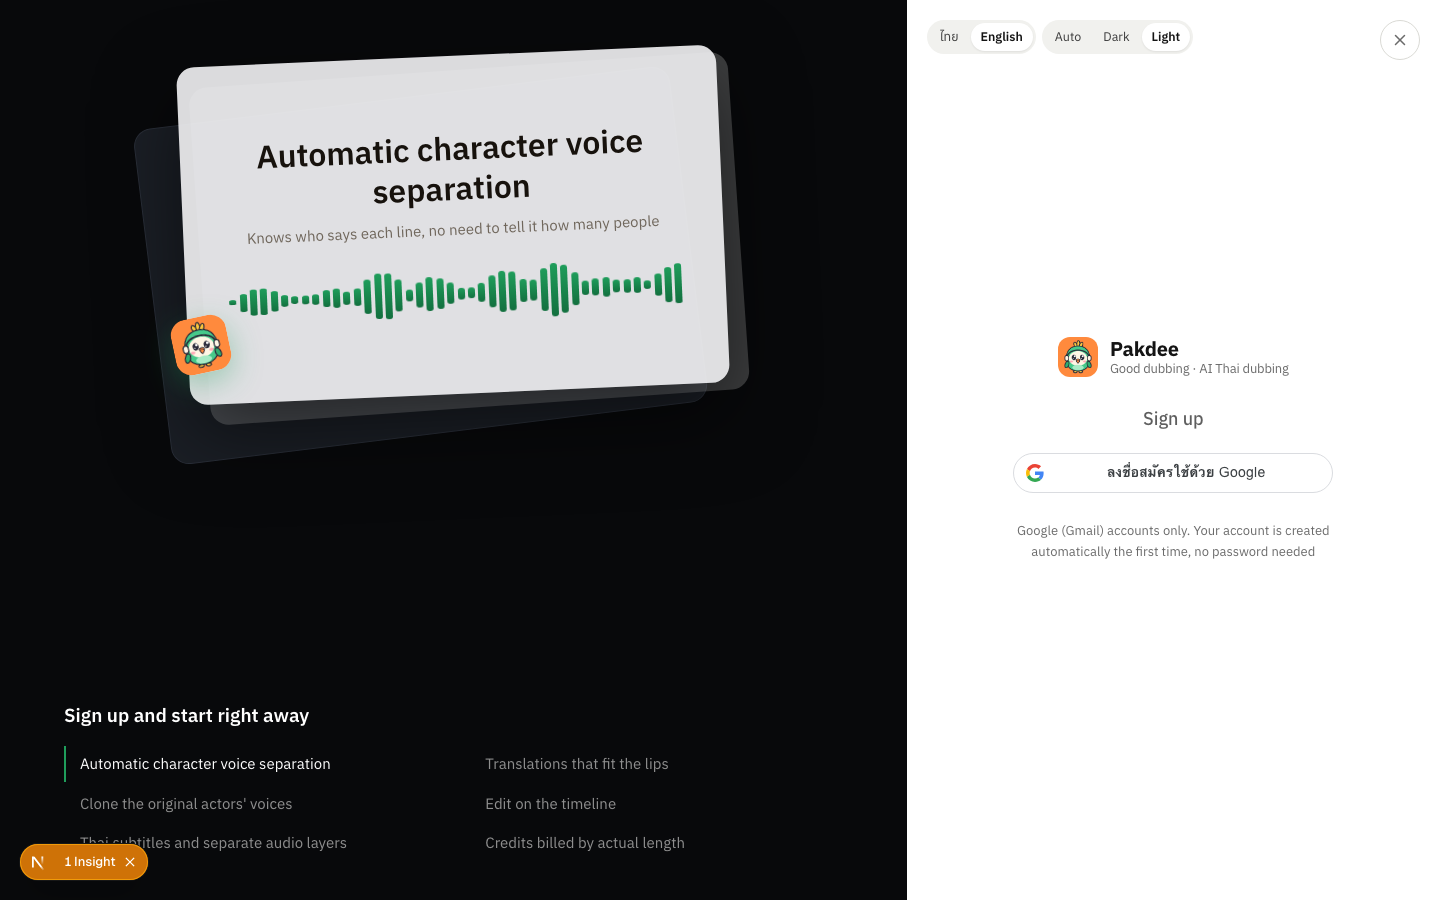 Automatic character voice
separation
Knows who says each line, no need to tell it how many people
Sign up and start right away
Automatic character voice separation
Translations that fit the lips
Clone the original actors' voices
Edit on the timeline
Thai subtitles and separate audio layers
Credits billed by actual length
1 Insight
ไทย
English
Auto
Dark
Light
Pakdee
Good dubbing · AI Thai dubbing
Sign up
ลงชื่อสมัครใช้ด้วย Google
Google (Gmail) accounts only. Your account is created
automatically the first time, no password needed